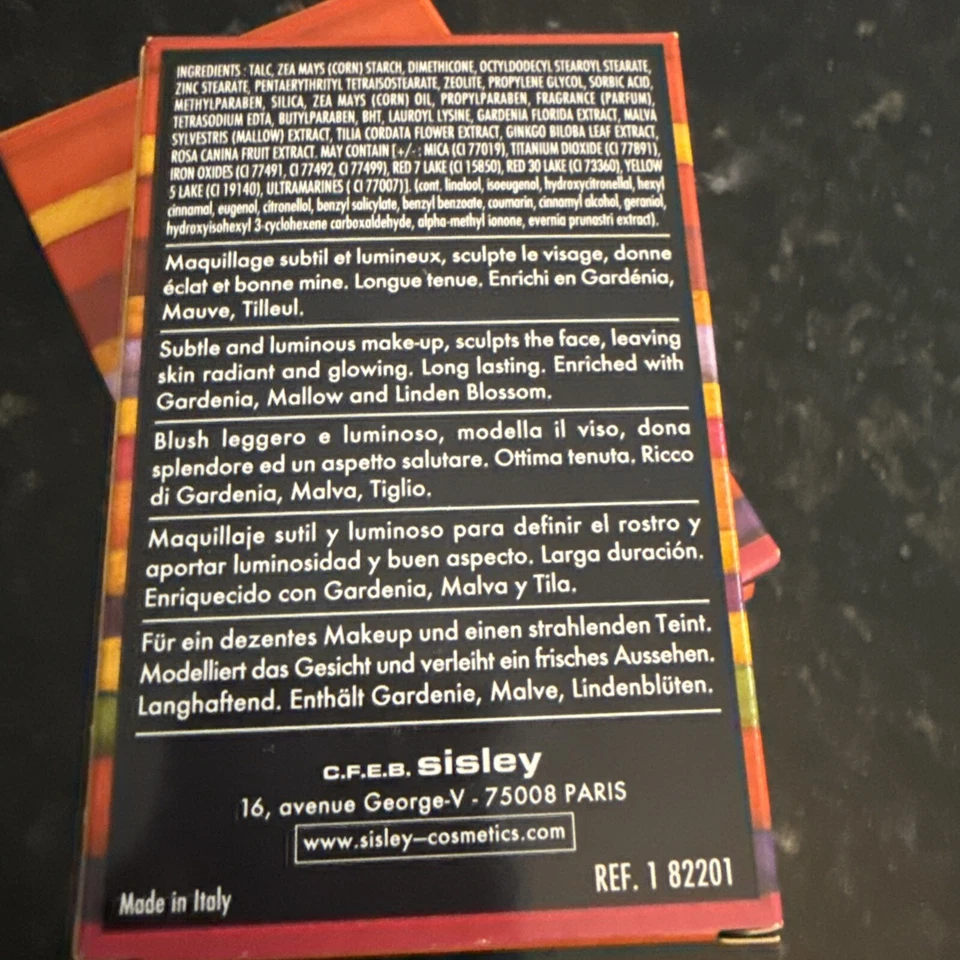 INGREDIENTS : TALC, ZEA MAYS (CORN) STARCH, DIMETHICONE, OCTYLDODECYL STEAROYL STEARATE,
ZINC STEARATE, PENTAERYTHRITYL TETRAISOSTEARATE, ZEOLITE, PROPYLENE GLYCOL, SORBIC ACID,
METHYLPARABEN, SILICA, ZEA MAYS (CORN) OIL, PROPYLPARABEN, FRAGRANCE (PARFUM),
TETRASODIUM EDTA, BUTYLPARABEN, BHT, LAUROYL LYSINE, GARDENIA FLORIDA EXTRACT, MALVA
SYLVESTRIS (MALLOW) EXTRACT, TILIA CORDATA FLOWER EXTRACT, GINKGO BILOBA LEAF EXTRACT,
ROSA CANINA FRUIT EXTRACT. MAY CONTAIN [+/- : MICA (CI 77019), TITANIUM DIOXIDE (CI 77891),
IRON OXIDES (CI 77491, CI 77492, CI 77499), RED 7 LAKE (CI 15850), RED 30 LAKE (CI 73360), YELLOW
5 LAKE (CI 19140), ULTRAMARINES ( CI 77007)]. (cont. linalool, isoeugenol, hydroxycitronellal, hexyl
cinnamal, eugenol, citronellol, benzyl salicylate, benzyl benzoate, coumarin, cinnamyl alcohol, geraniol,
hydroxyisohexyl 3-cyclohexene carboxaldehyde, alpha-methyl ionone, evernia prunastri extract).
Maquillage subtil et lumineux, sculpte le visage, donne
éclat et bonne mine. Longue tenue. Enrichi en Gardénia,
Mauve, Tilleul.
Subtle and luminous make-up, sculpts the face, leaving
skin radiant and glowing. Long lasting. Enriched with
Gardenia, Mallow and Linden Blossom.
Blush leggero e luminoso, modella il viso, dona
splendore ed un aspetto salutare. Ottima tenuta. Ricco
di Gardenia, Malva, Tiglio.
Maquillaje sutil y luminoso para definir el rostro y
aportar luminosidad y buen aspecto. Larga duración.
Enriquecido con Gardenia, Malva y Tila.
Für ein dezentes Makeup und einen strahlenden Teint.
Modelliert das Gesicht und verleiht ein frisches Aussehen.
Langhaftend. Enthält Gardenie, Malve, Lindenblüten.
C.F.E.B. sisley
16, avenue George-V - 75008 PARIS
www.sisley-cosmetics.com
REF. 1 82201
Made in Italy